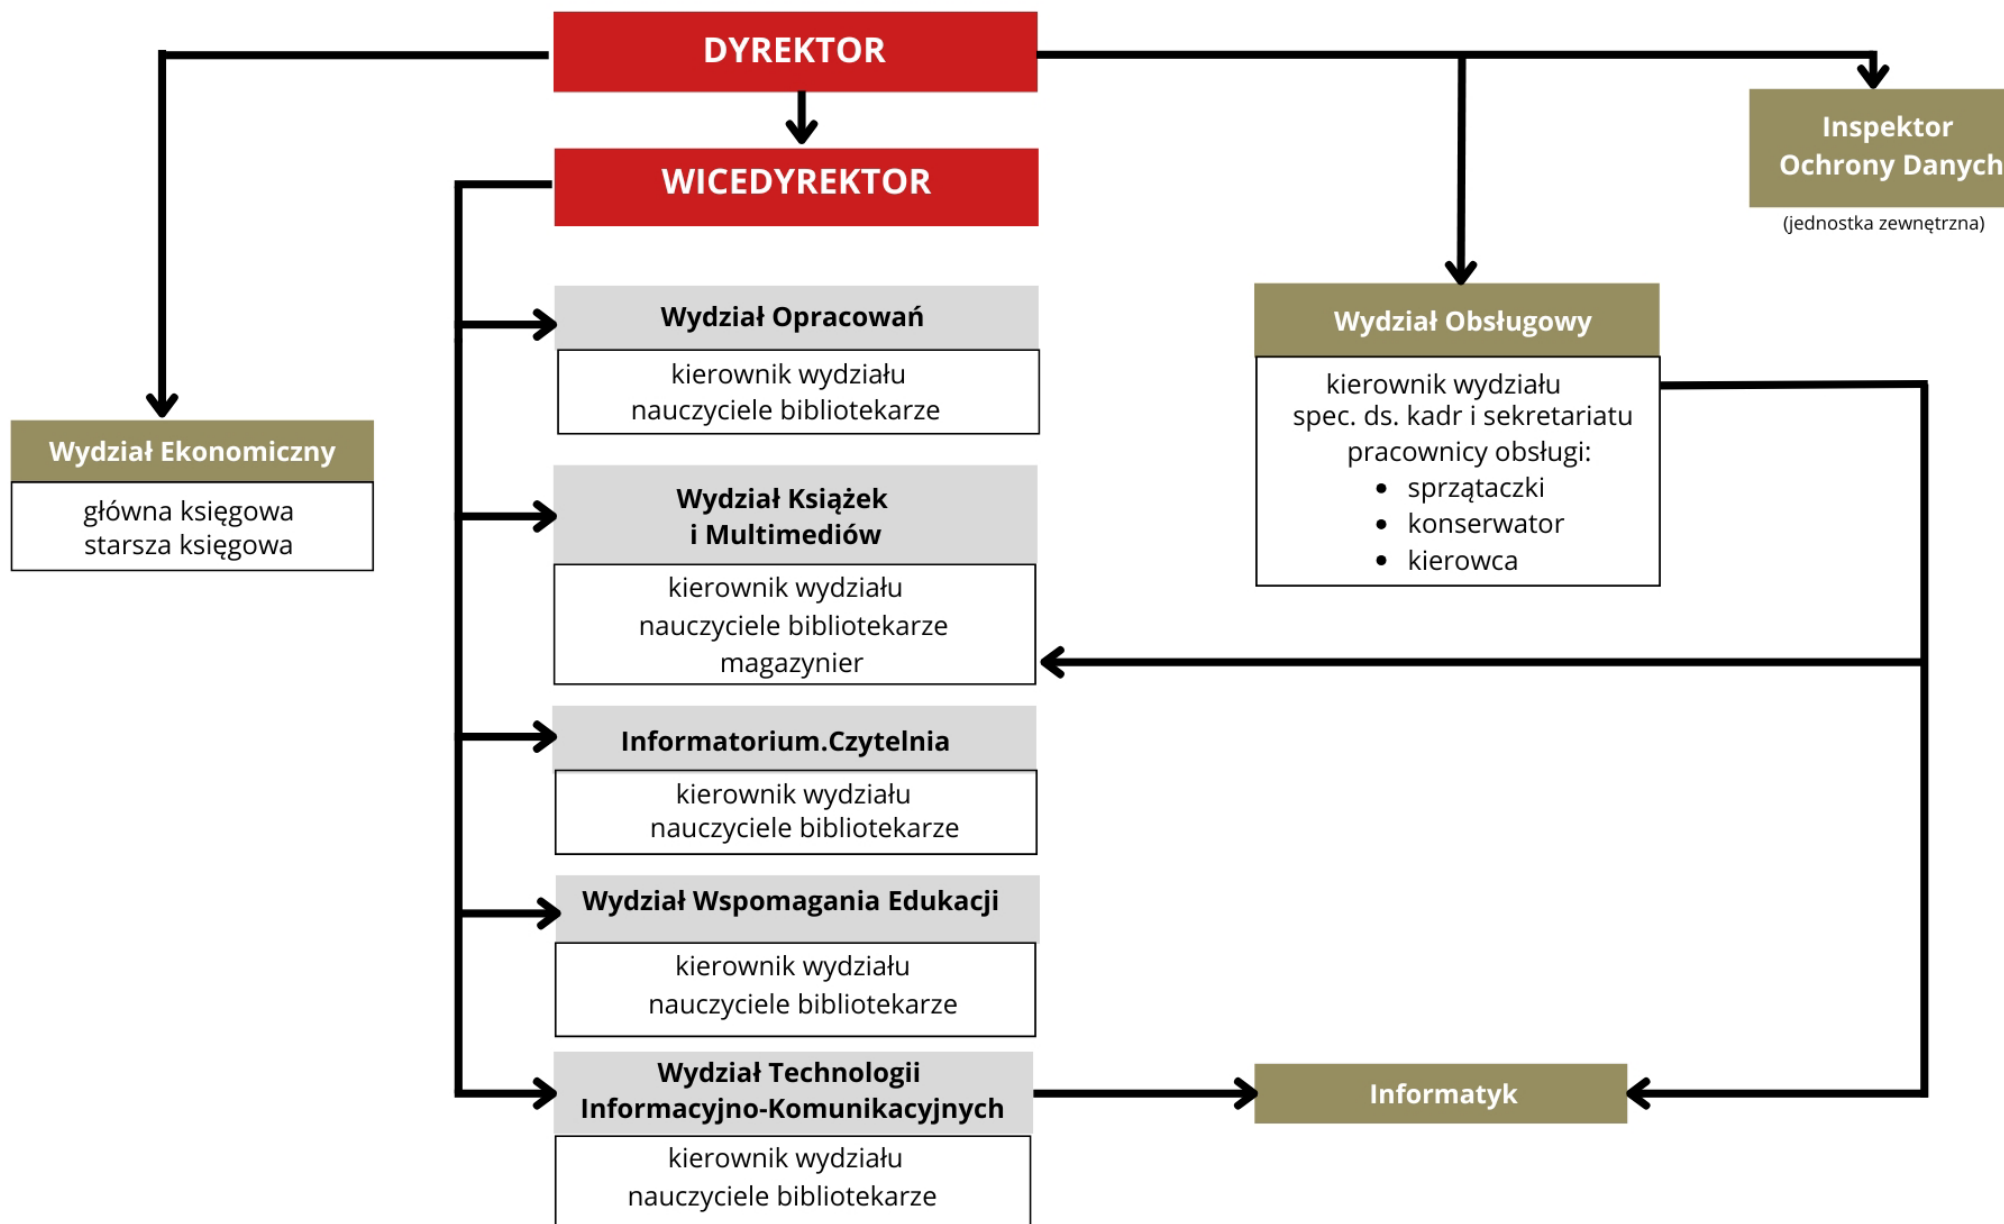 DYREKTOR
WICEDYREKTOR
Inspektor
Ochrony Danych
(jednostka zewnętrzna)
Wydział Ekonomiczny
główna księgowa
starsza księgowa
Wydział Opracowań
kierownik wydziału
nauczyciele bibliotekarze
Wydział Książek
i Multimediów
kierownik wydziału
nauczyciele bibliotekarze
magazynier
Informatorium.Czytelnia
kierownik wydziału
nauczyciele bibliotekarze
Wydział Wspomagania Edukacji
kierownik wydziału
nauczyciele bibliotekarze
Wydział Technologii
Informacyjno-Komunikacyjnych
kierownik wydziału
nauczyciele bibliotekarze
Wydział Obsługowy
kierownik wydziału
spec. ds. kadr i sekretariatu
pracownicy obsługi:
• sprzątaczki
• konserwator
• kierowca
Informatyk